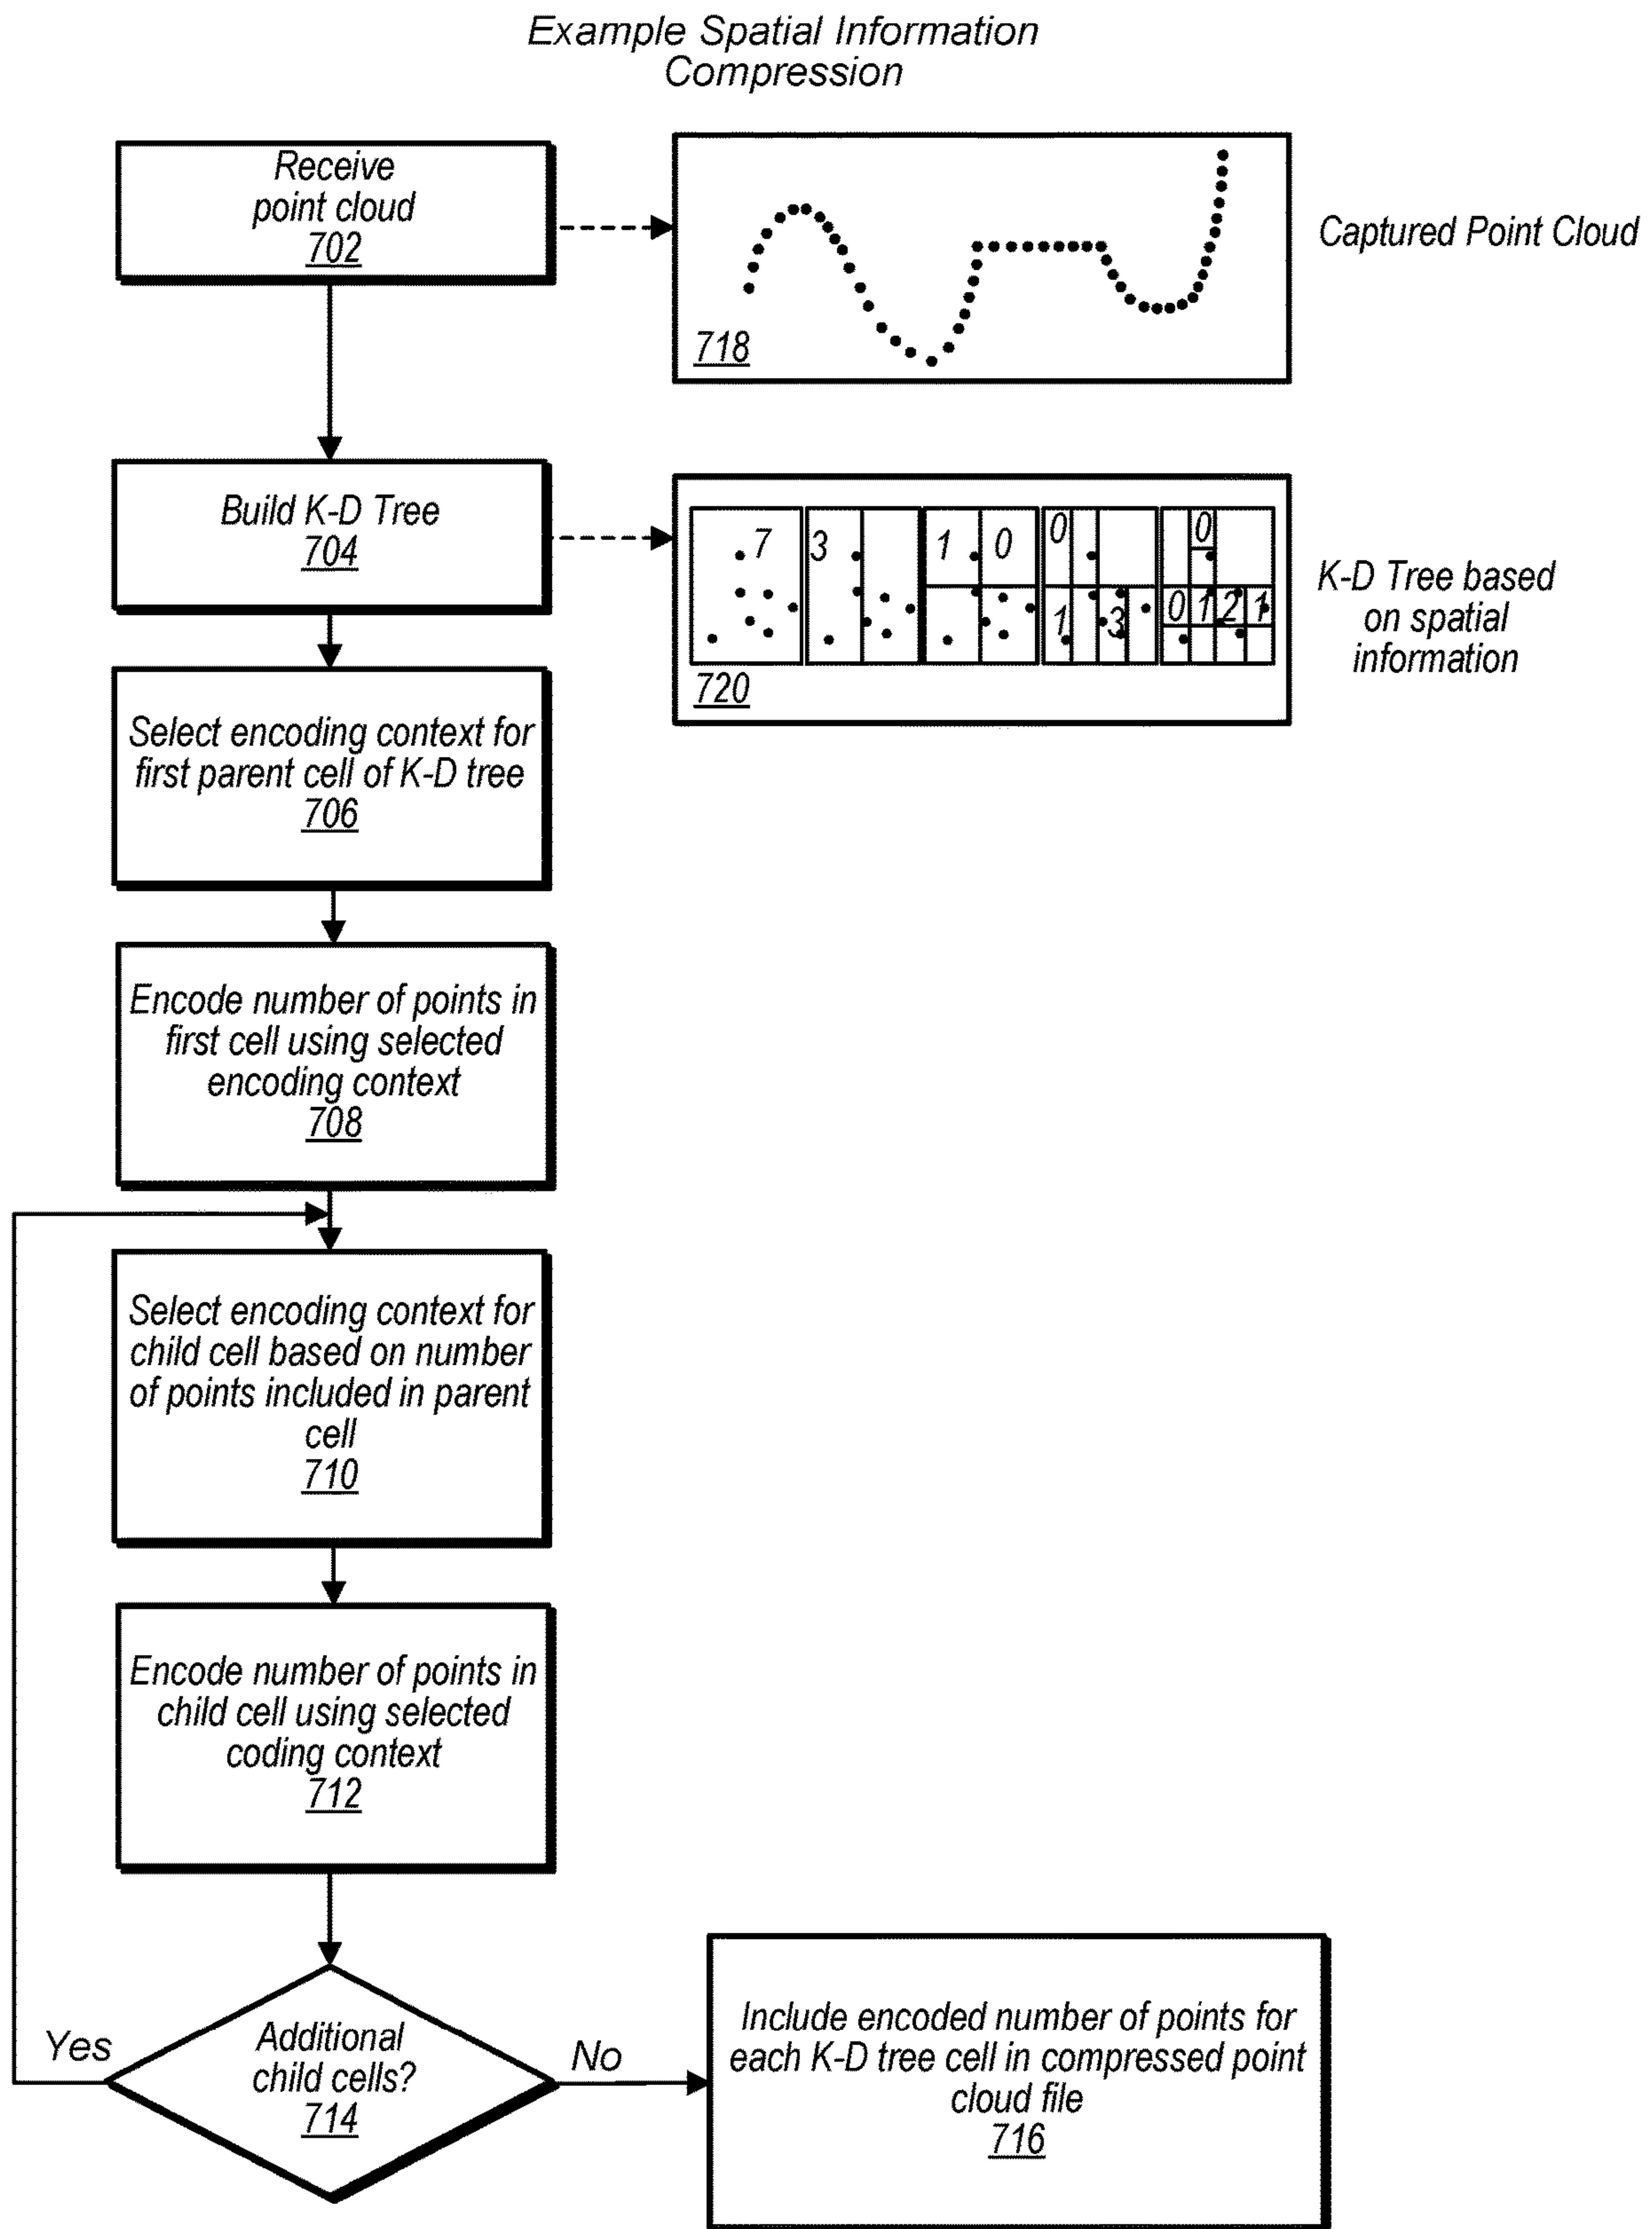 Example Spatial Information
Compression
Receive
point cloud
702
718
Captured Point Cloud
Build K-D Tree
704
7 3 1 0 0 0
1 3 0 1 2 1
720
K-D Tree based
on spatial
information
Select encoding context for
first parent cell of K-D tree
706
Encode number of points in
first cell using selected
encoding context
708
Select encoding context for
child cell based on number
of points included in parent
cell
710
Encode number of points in
child cell using selected
coding context
712
Additional
child cells?
714
Yes
No
Include encoded number of points for
each K-D tree cell in compressed point
cloud file
716